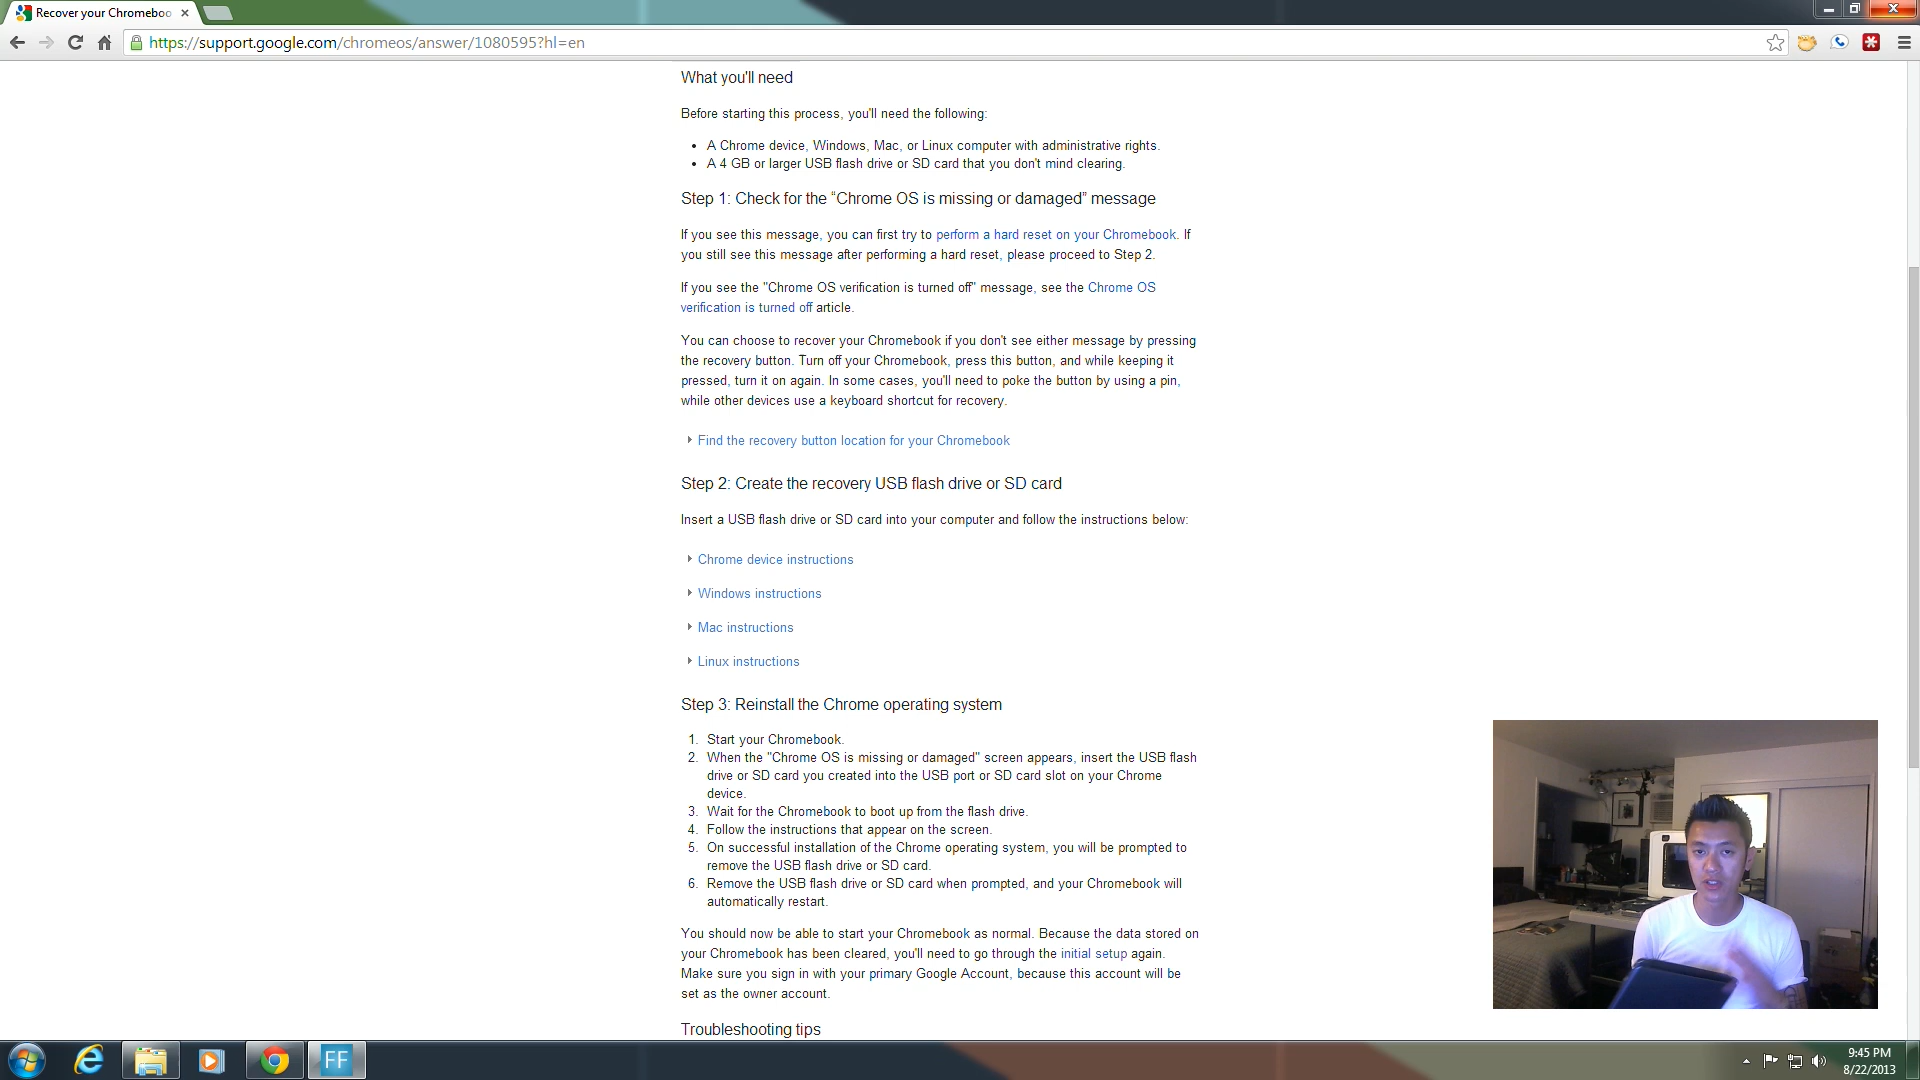 Recover your Chromeboo
https://support.google.com/chromeos/answer/1080595?hl=en
What you'll need
Before starting this process, you'll need the following:
• A Chrome device, Windows, Mac, or Linux computer with administrative rights.
• A 4 GB or larger USB flash drive or SD card that you don't mind clearing.
Step 1: Check for the “Chrome OS is missing or damaged” message
If you see this message, you can first try to perform a hard reset on your Chromebook. If
you still see this message after performing a hard reset, please proceed to Step 2.
If you see the "Chrome OS verification is turned off" message, see the Chrome OS
verification is turned off article.
You can choose to recover your Chromebook if you don't see either message by pressing
the recovery button. Turn off your Chromebook, press this button, and while keeping it
pressed, turn it on again. In some cases, you'll need to poke the button by using a pin,
while other devices use a keyboard shortcut for recovery.
Find the recovery button location for your Chromebook
Step 2: Create the recovery USB flash drive or SD card
Insert a USB flash drive or SD card into your computer and follow the instructions below:
Chrome device instructions
Windows instructions
Mac instructions
Linux instructions
Step 3: Reinstall the Chrome operating system
1. Start your Chromebook.
2. When the "Chrome OS is missing or damaged" screen appears, insert the USB flash
drive or SD card you created into the USB port or SD card slot on your Chrome
device.
3. Wait for the Chromebook to boot up from the flash drive.
4. Follow the instructions that appear on the screen.
5. On successful installation of the Chrome operating system, you will be prompted to
remove the USB flash drive or SD card.
6. Remove the USB flash drive or SD card when prompted, and your Chromebook will
automatically restart.
You should now be able to start your Chromebook as normal. Because the data stored on
your Chromebook has been cleared, you'll need to go through the initial setup again.
Make sure you sign in with your primary Google Account, because this account will be
set as the owner account.
Troubleshooting tips
FF
9:45 PM
8/22/2013